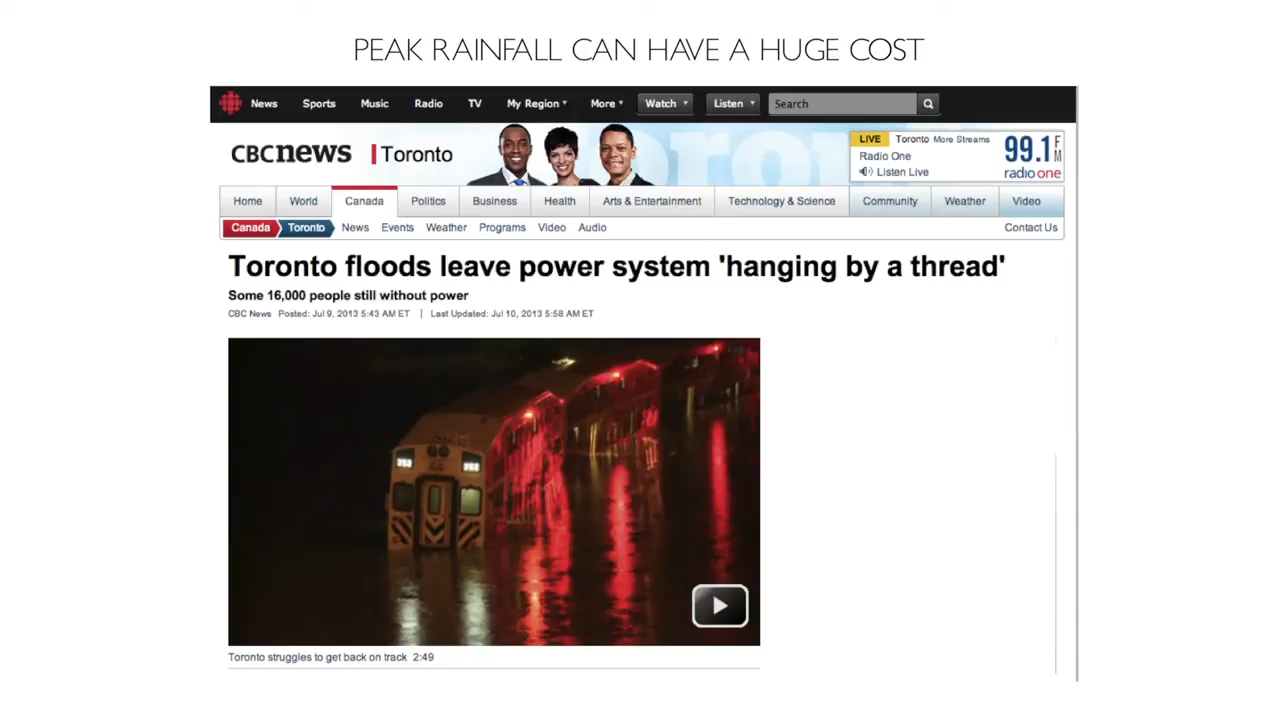 PEAK RAINFALL CAN HAVE A HUGE COST
News Sports Music Radio TV My Region More Watch Listen Search
CBCnews Toronto
LIVE Toronto More Streams
Radio One
Listen Live
99.1 FM
radio one
Home World Canada Politics Business Health Arts & Entertainment Technology & Science Community Weather Video
Canada Toronto News Events Weather Programs Video Audio Contact Us
Toronto floods leave power system 'hanging by a thread'
Some 16,000 people still without power
CBC News Posted: Jul 9, 2013 5:43 AM ET | Last Updated: Jul 10, 2013 5:58 AM ET
Toronto struggles to get back on track 2:49